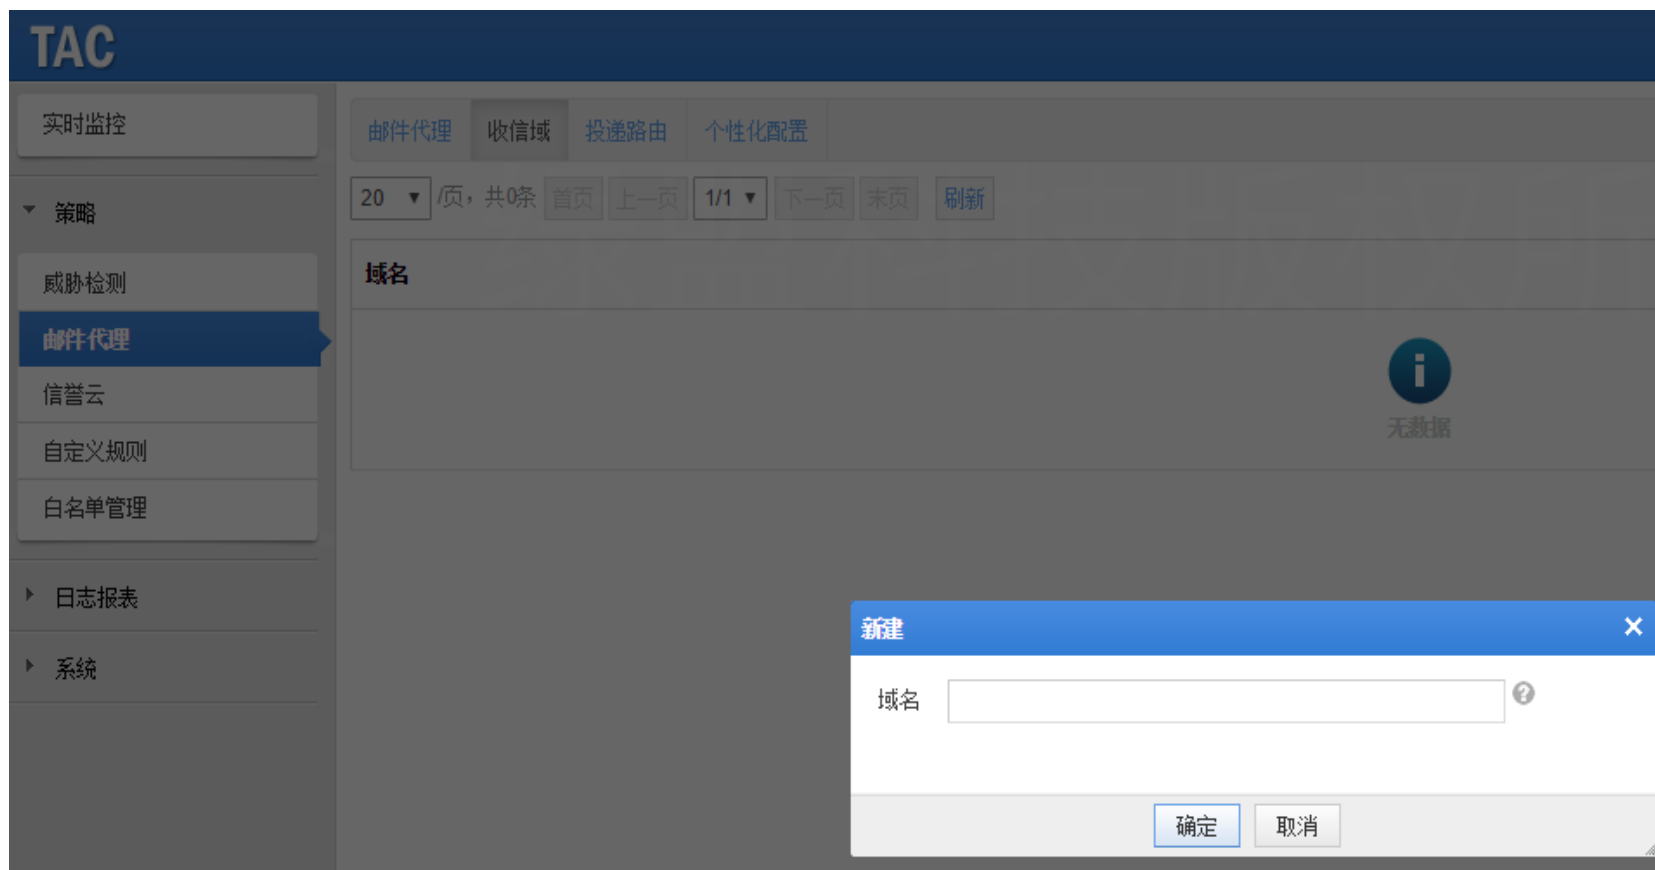 TAC
实时监控
策略
威胁检测
邮件代理
信誉云
自定义规则
白名单管理
日志报表
系统
邮件代理 收信域 投递路由 个性化配置
20 /页，共0条 首页 上一页 1/1 下一页 末页 刷新
域名
无数据
新建
域名
确定 取消